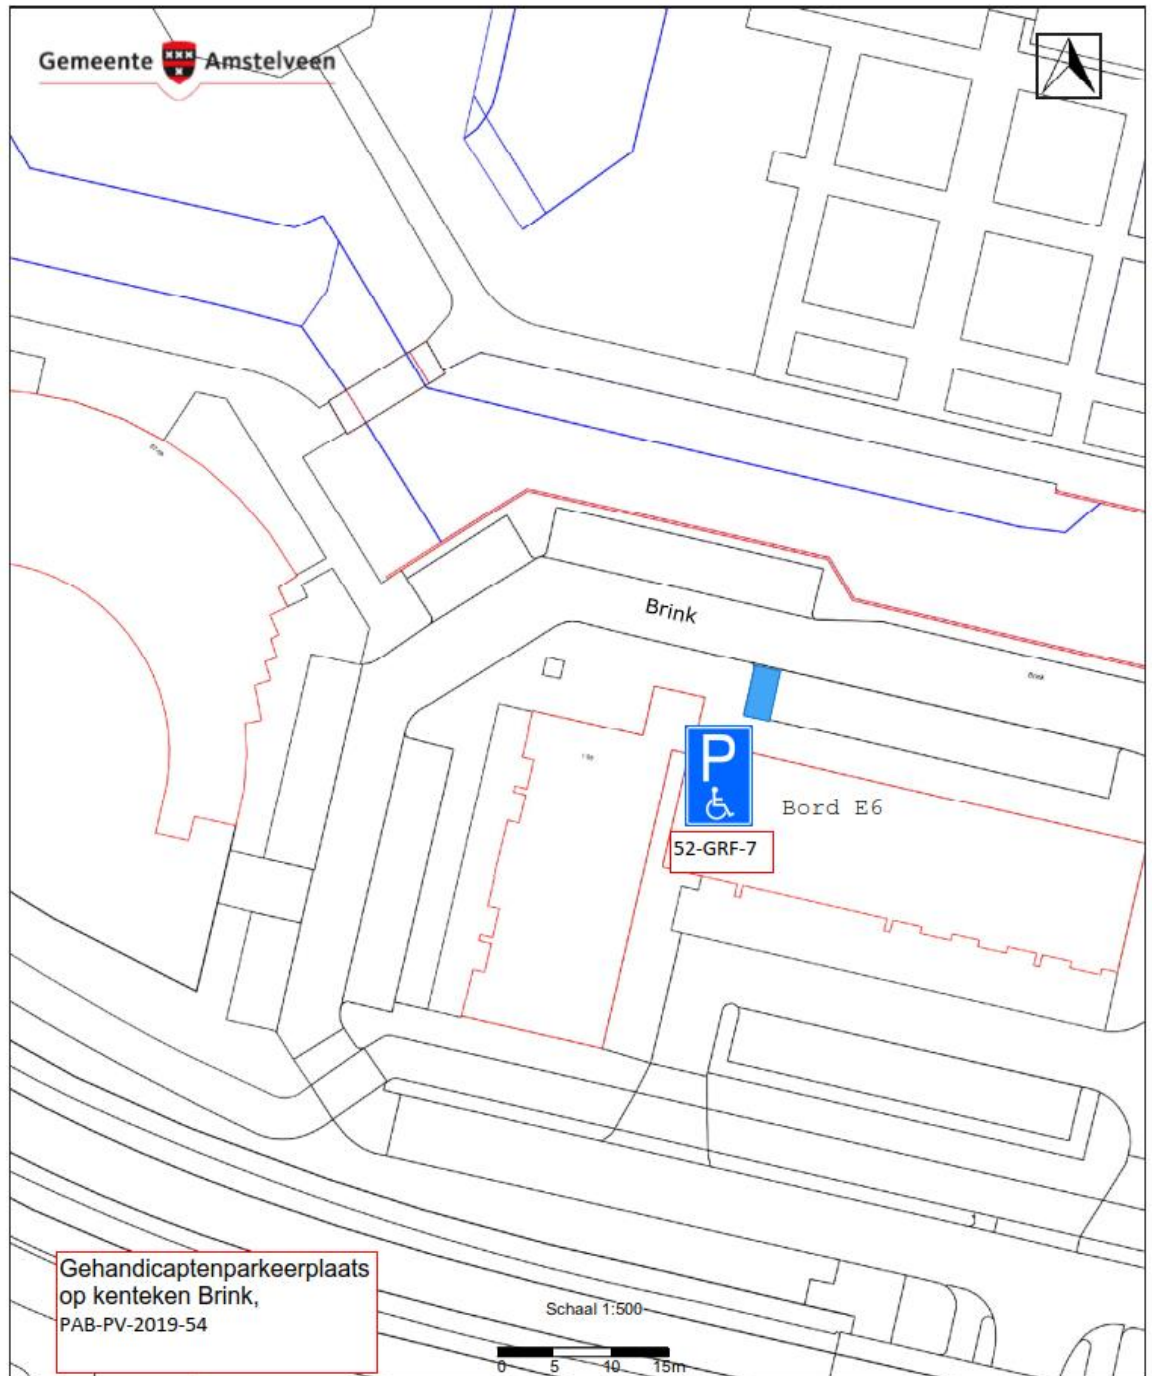 Gemeente Amstelveen
Brink
Brink
P
Bord E6
52-GRF-7
Gehandicaptenparkeerplaats
op kenteken Brink,
PAB-PV-2019-54
Schaal 1:500
0 5 10 15m